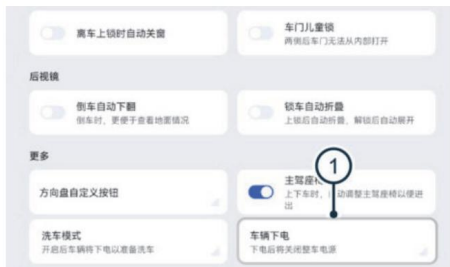 离车上锁时自动关窗
车门儿童锁
两侧后车门无法从内部打开
后视镜
倒车自动下翻
倒车时，更便于查看地面情况
锁车自动折叠
上锁后自动折叠，解锁后自动展开
更多
1
方向盘自定义按钮
主驾座椅
上下车时，自动调整主驾座椅以便进
出
洗车模式
开启后车辆将下电以准备洗车
车辆下电
下电后将关闭整车电源